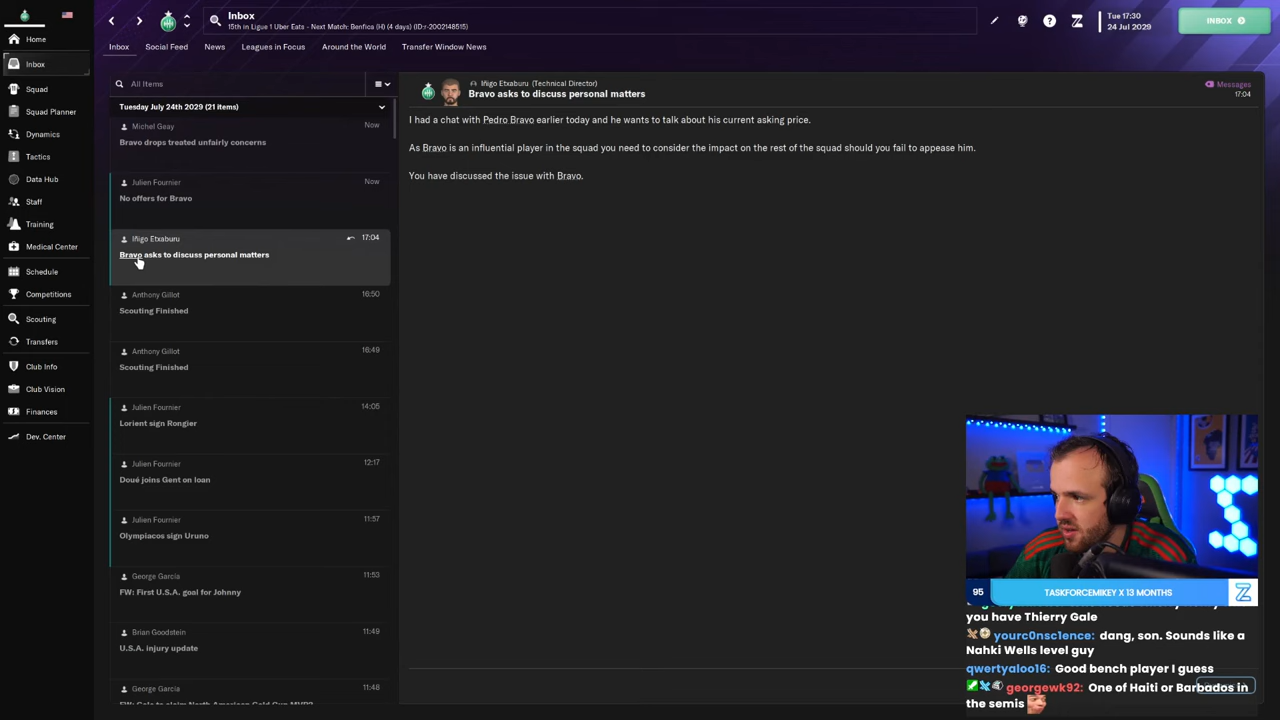 Inbox
15th in Ligue 1 Uber Eats - Next Match: Benfica (H) (4 days) (ID:r-2002148515)
Tue 17:30
24 Jul 2029
INBOX
Inbox
Social Feed
News
Leagues in Focus
Around the World
Transfer Window News
Home
Inbox
Squad
Squad Planner
Dynamics
Tactics
Data Hub
Staff
Training
Medical Center
Schedule
Competitions
Scouting
Transfers
Club Info
Club Vision
Finances
Dev. Center
All Items
Tuesday July 24th 2029 (21 items)
Michel Geay
Now
Bravo drops treated unfairly concerns
Julien Fournier
Now
No offers for Bravo
Iñigo Etxaburu
17:04
Bravo asks to discuss personal matters
Anthony Gillot
16:50
Scouting Finished
Anthony Gillot
16:49
Scouting Finished
Julien Fournier
14:05
Lorient sign Rongier
Julien Fournier
12:17
Doué joins Gent on loan
Julien Fournier
11:57
Olympiacos sign Uruno
George Garcia
11:53
FW: First U.S.A. goal for Johnny
Brian Goodstein
11:49
U.S.A. injury update
George Garcia
11:48
Iñigo Etxaburu (Technical Director)
Bravo asks to discuss personal matters
Messages
17:04
I had a chat with Pedro Bravo earlier today and he wants to talk about his current asking price.
As Bravo is an influential player in the squad you need to consider the impact on the rest of the squad should you fail to appease him.
You have discussed the issue with Bravo.
95
TASKFORCEMIKEY X 13 MONTHS
you have Thierry Gale
yourc0nsc1ence: dang, son. Sounds like a
Nahki Wells level guy
qwertyaloo16: Good bench player I guess
georgewk92: One of Haiti or Barbados in
the semis